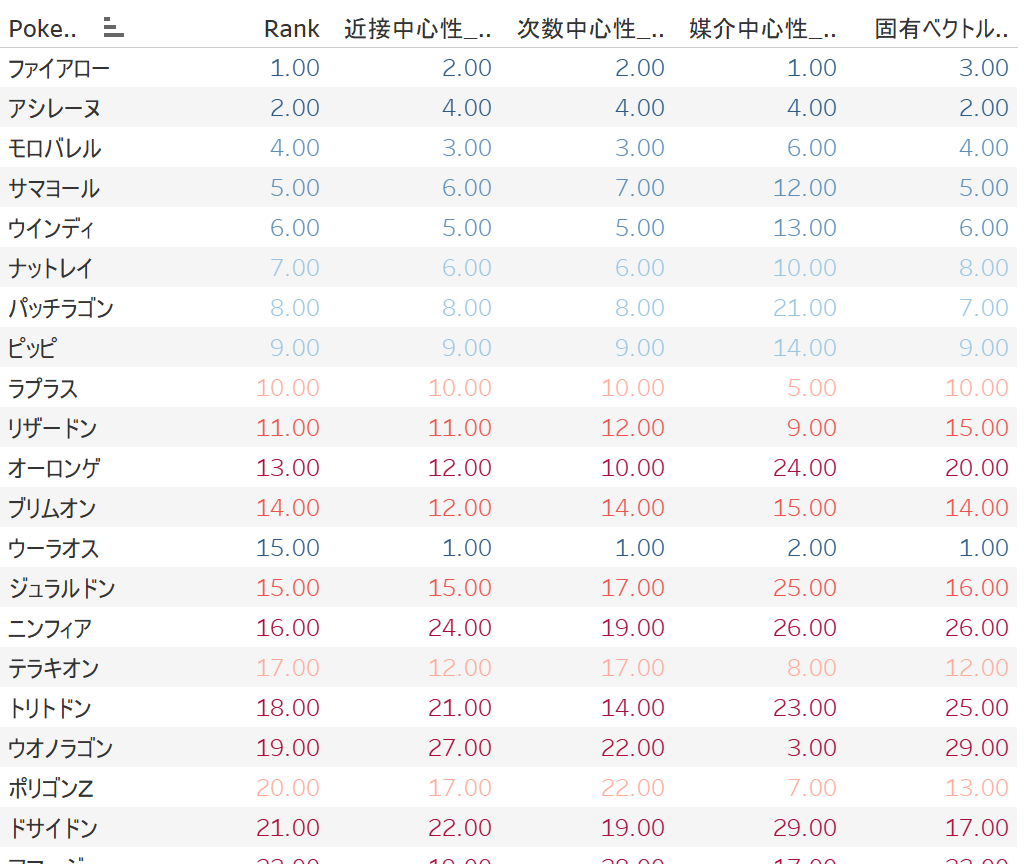 Poke.. Rank 近接中心性_.. 次数中心性_.. 媒介中心性_.. 固有ベクトル..
ファイアロー 1.00 2.00 2.00 1.00 3.00
アシレーヌ 2.00 4.00 4.00 4.00 2.00
モロバレル 4.00 3.00 3.00 6.00 4.00
サマヨール 5.00 6.00 7.00 12.00 5.00
ウインディ 6.00 5.00 5.00 13.00 6.00
ナットレイ 7.00 6.00 6.00 10.00 8.00
パッチラゴン 8.00 8.00 8.00 21.00 7.00
ピッピ 9.00 9.00 9.00 14.00 9.00
ラプラス 10.00 10.00 10.00 5.00 10.00
リザードン 11.00 11.00 12.00 9.00 15.00
オーロンゲ 13.00 12.00 10.00 24.00 20.00
ブリムオン 14.00 12.00 14.00 15.00 14.00
ウーラオス 15.00 1.00 1.00 2.00 1.00
ジュラルドン 15.00 15.00 17.00 25.00 16.00
ニンフィア 16.00 24.00 19.00 26.00 26.00
テラキオン 17.00 12.00 17.00 8.00 12.00
トリトドン 18.00 21.00 14.00 23.00 25.00
ウオノラゴン 19.00 27.00 22.00 3.00 29.00
ポリゴンZ 20.00 17.00 22.00 7.00 13.00
ドサイドン 21.00 22.00 19.00 29.00 17.00